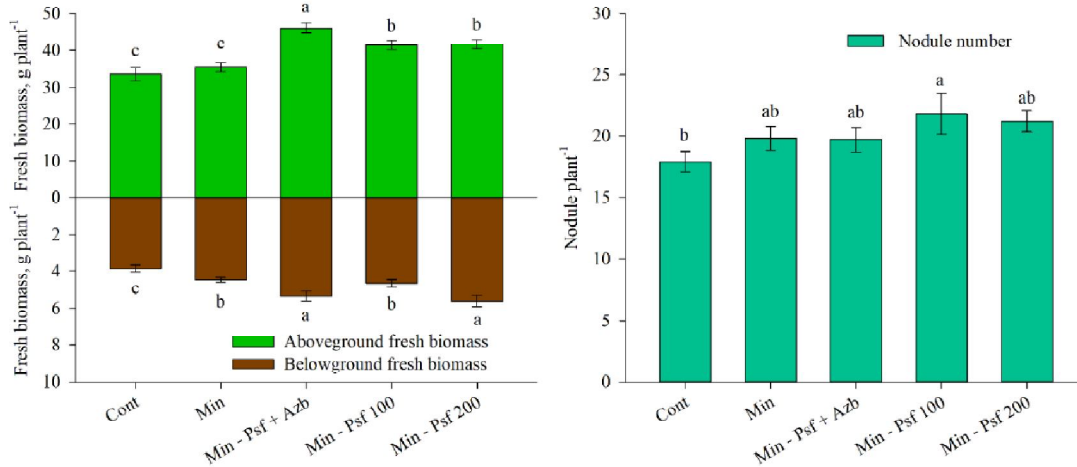 Fresh biomass, g plant⁻¹
Fresh biomass, g plant⁻¹
50
40
30
20
10
0
2
4
6
8
10
c
c
a
b
b
c
b
a
b
a
Aboveground fresh biomass
Belowground fresh biomass
Cont
Min
Min - Psf + Azb
Min - Psf 100
Min - Psf 200
Nodule plant⁻¹
30
25
20
15
10
5
0
Nodule number
b
ab
ab
a
ab
Cont
Min
Min - Psf + Azb
Min - Psf 100
Min - Psf 200